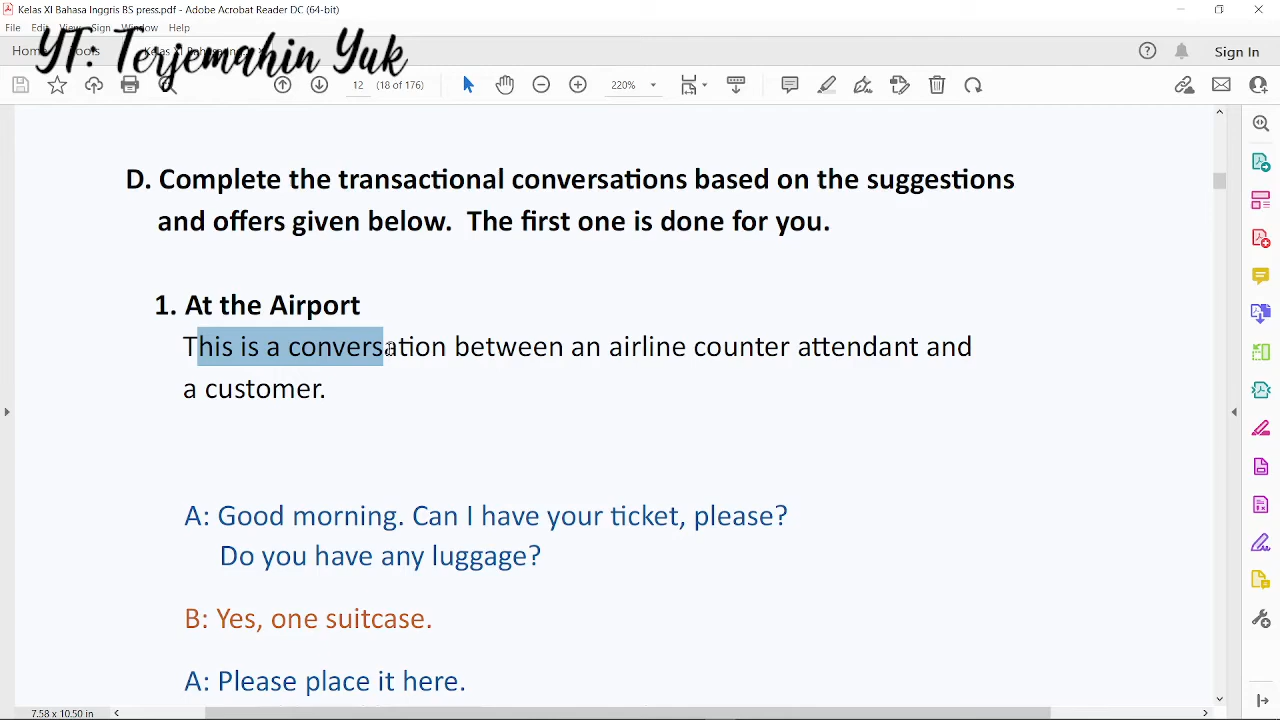 Kelas XI Bahasa Inggris BS press.pdf - Adobe Acrobat Reader DC (64-bit)
File Edit View Sign Window Help
Home Tools Sign In
YT: Terjemahin Yuk
12 (18 of 176) 220%
D. Complete the transactional conversations based on the suggestions
and offers given below. The first one is done for you.
1. At the Airport
This is a conversation between an airline counter attendant and
a customer.
A: Good morning. Can I have your ticket, please?
Do you have any luggage?
B: Yes, one suitcase.
A: Please place it here.
7.58 x 10.50 in